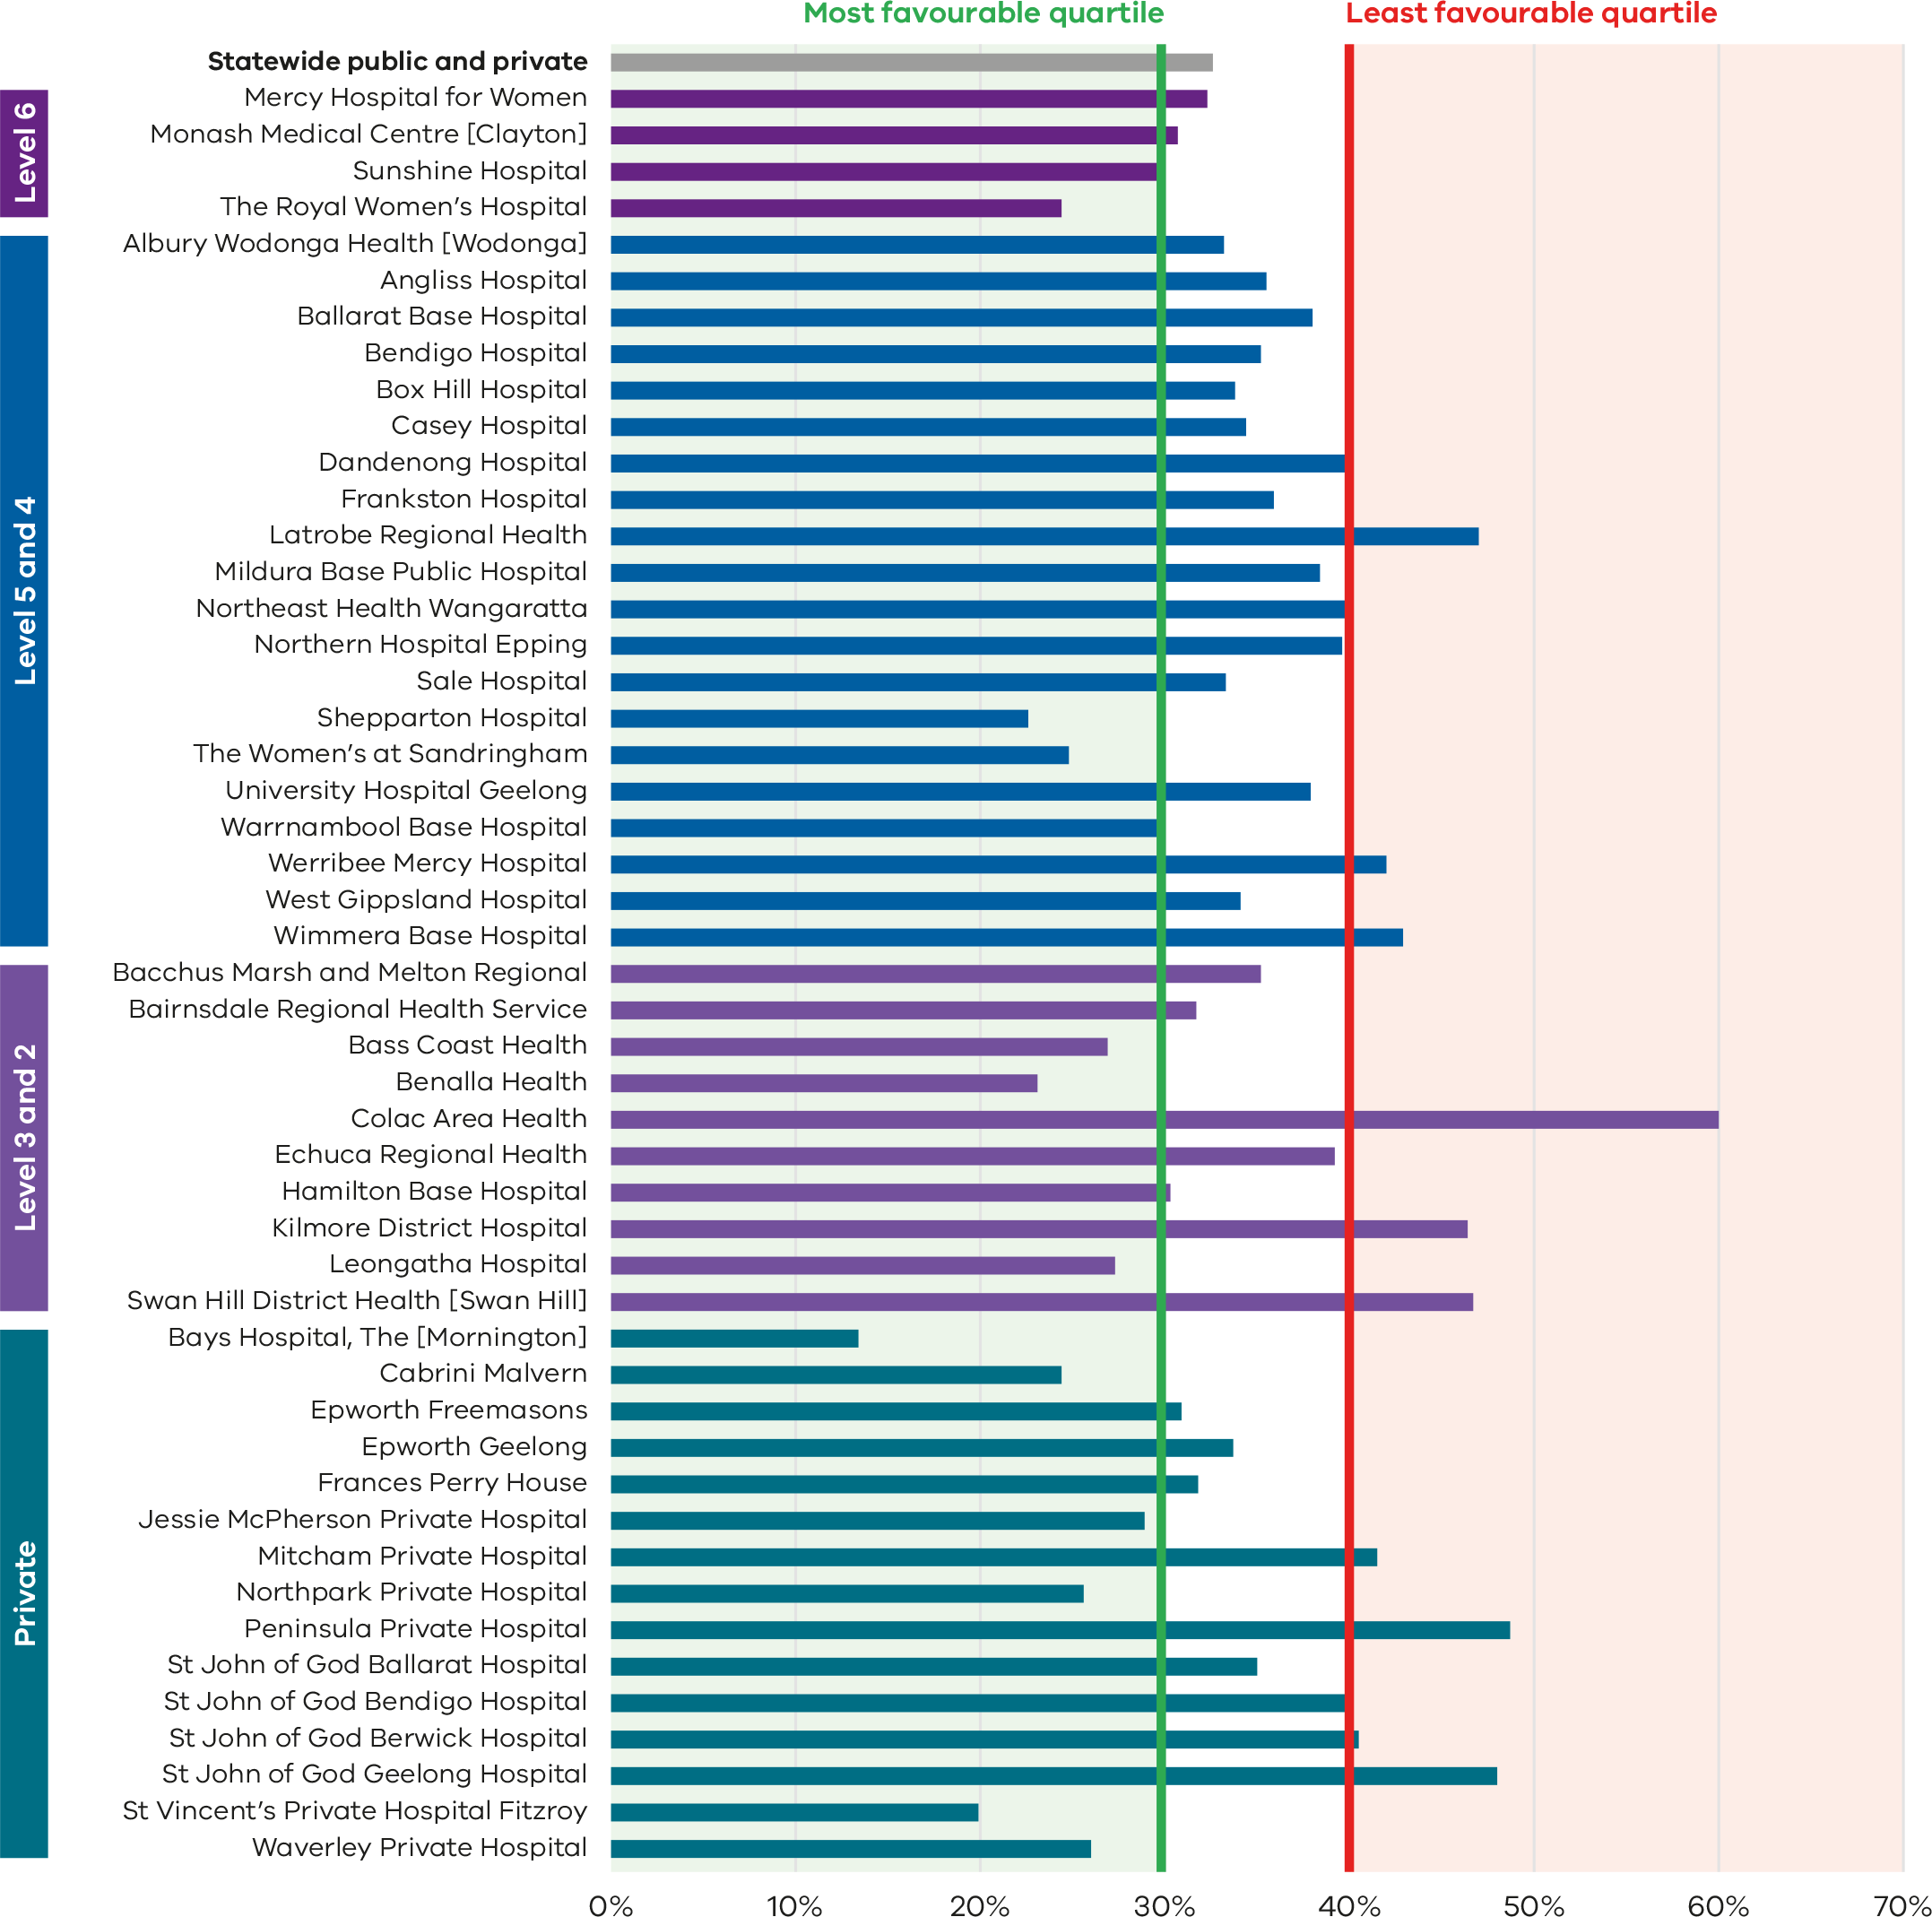 Most favourable quartile
Least favourable quartile
Statewide public and private
Level 6
Mercy Hospital for Women
Monash Medical Centre [Clayton]
Sunshine Hospital
The Royal Women’s Hospital
Level 5 and 4
Albury Wodonga Health [Wodonga]
Angliss Hospital
Ballarat Base Hospital
Bendigo Hospital
Box Hill Hospital
Casey Hospital
Dandenong Hospital
Frankston Hospital
Latrobe Regional Health
Mildura Base Public Hospital
Northeast Health Wangaratta
Northern Hospital Epping
Sale Hospital
Shepparton Hospital
The Women’s at Sandringham
University Hospital Geelong
Warrnambool Base Hospital
Werribee Mercy Hospital
West Gippsland Hospital
Wimmera Base Hospital
Level 3 and 2
Bacchus Marsh and Melton Regional
Bairnsdale Regional Health Service
Bass Coast Health
Benalla Health
Colac Area Health
Echuca Regional Health
Hamilton Base Hospital
Kilmore District Hospital
Leongatha Hospital
Swan Hill District Health [Swan Hill]
Private
Bays Hospital, The [Mornington]
Cabrini Malvern
Epworth Freemasons
Epworth Geelong
Frances Perry House
Jessie McPherson Private Hospital
Mitcham Private Hospital
Northpark Private Hospital
Peninsula Private Hospital
St John of God Ballarat Hospital
St John of God Bendigo Hospital
St John of God Berwick Hospital
St John of God Geelong Hospital
St Vincent’s Private Hospital Fitzroy
Waverley Private Hospital
0% 10% 20% 30% 40% 50% 60% 70%